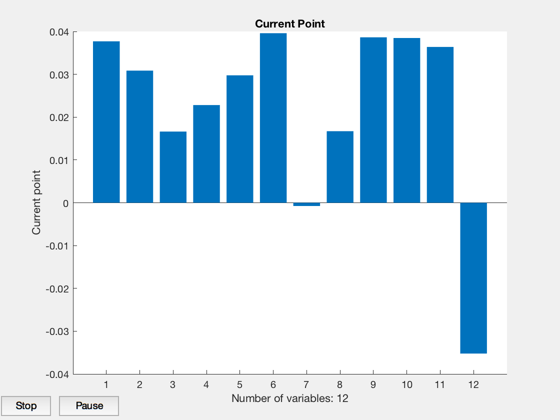 Current Point
0.04
0.03
0.02
0.01
0
-0.01
-0.02
-0.03
-0.04
Current point
1 2 3 4 5 6 7 8 9 10 11 12
Number of variables: 12
Stop Pause